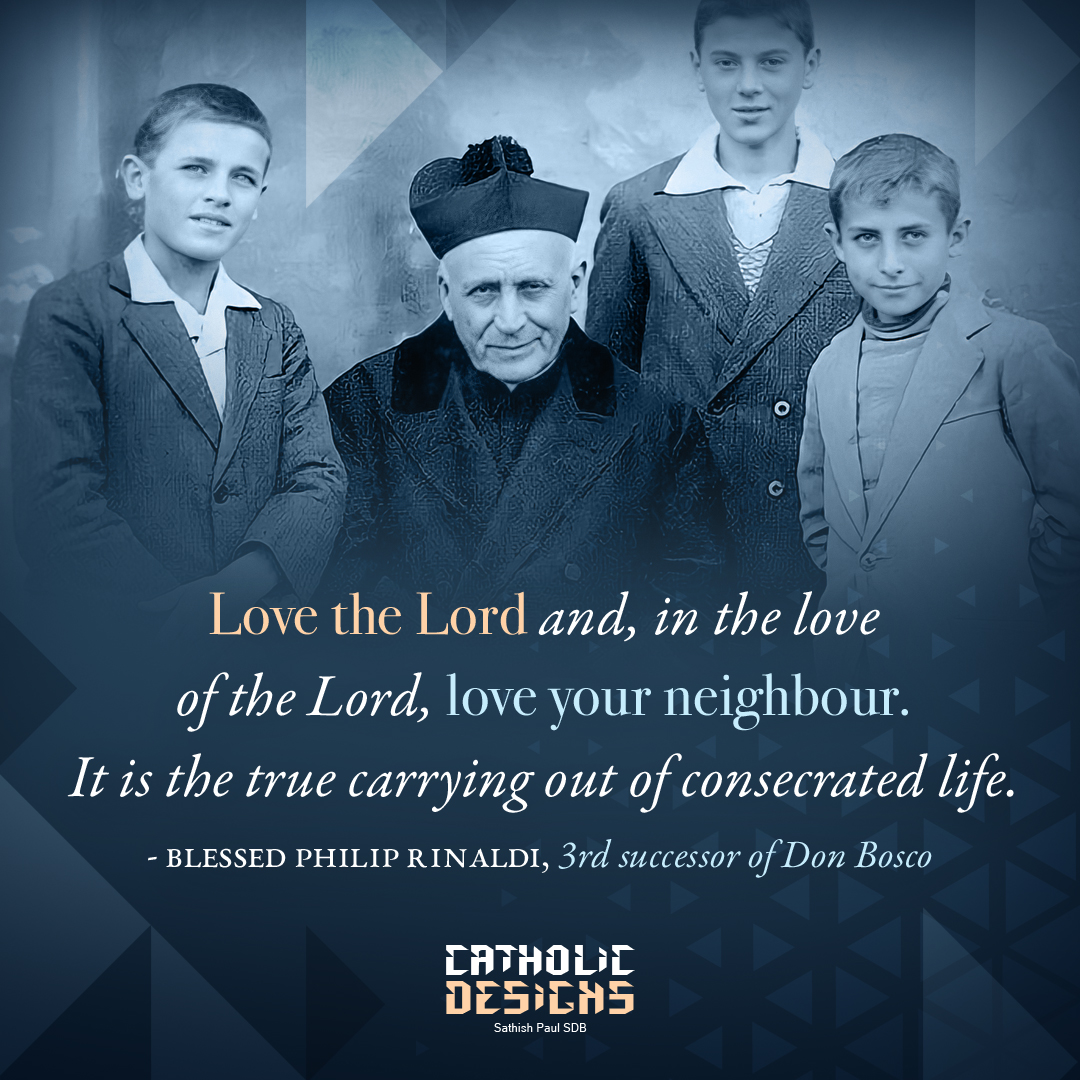 Love the Lord and, in the love
of the Lord, love your neighbour.
It is the true carrying out of consecrated life.
- BLESSED PHILIP RINALDI, 3rd successor of Don Bosco
CATHOLIC
DESIGNS
Sathish Paul SDB